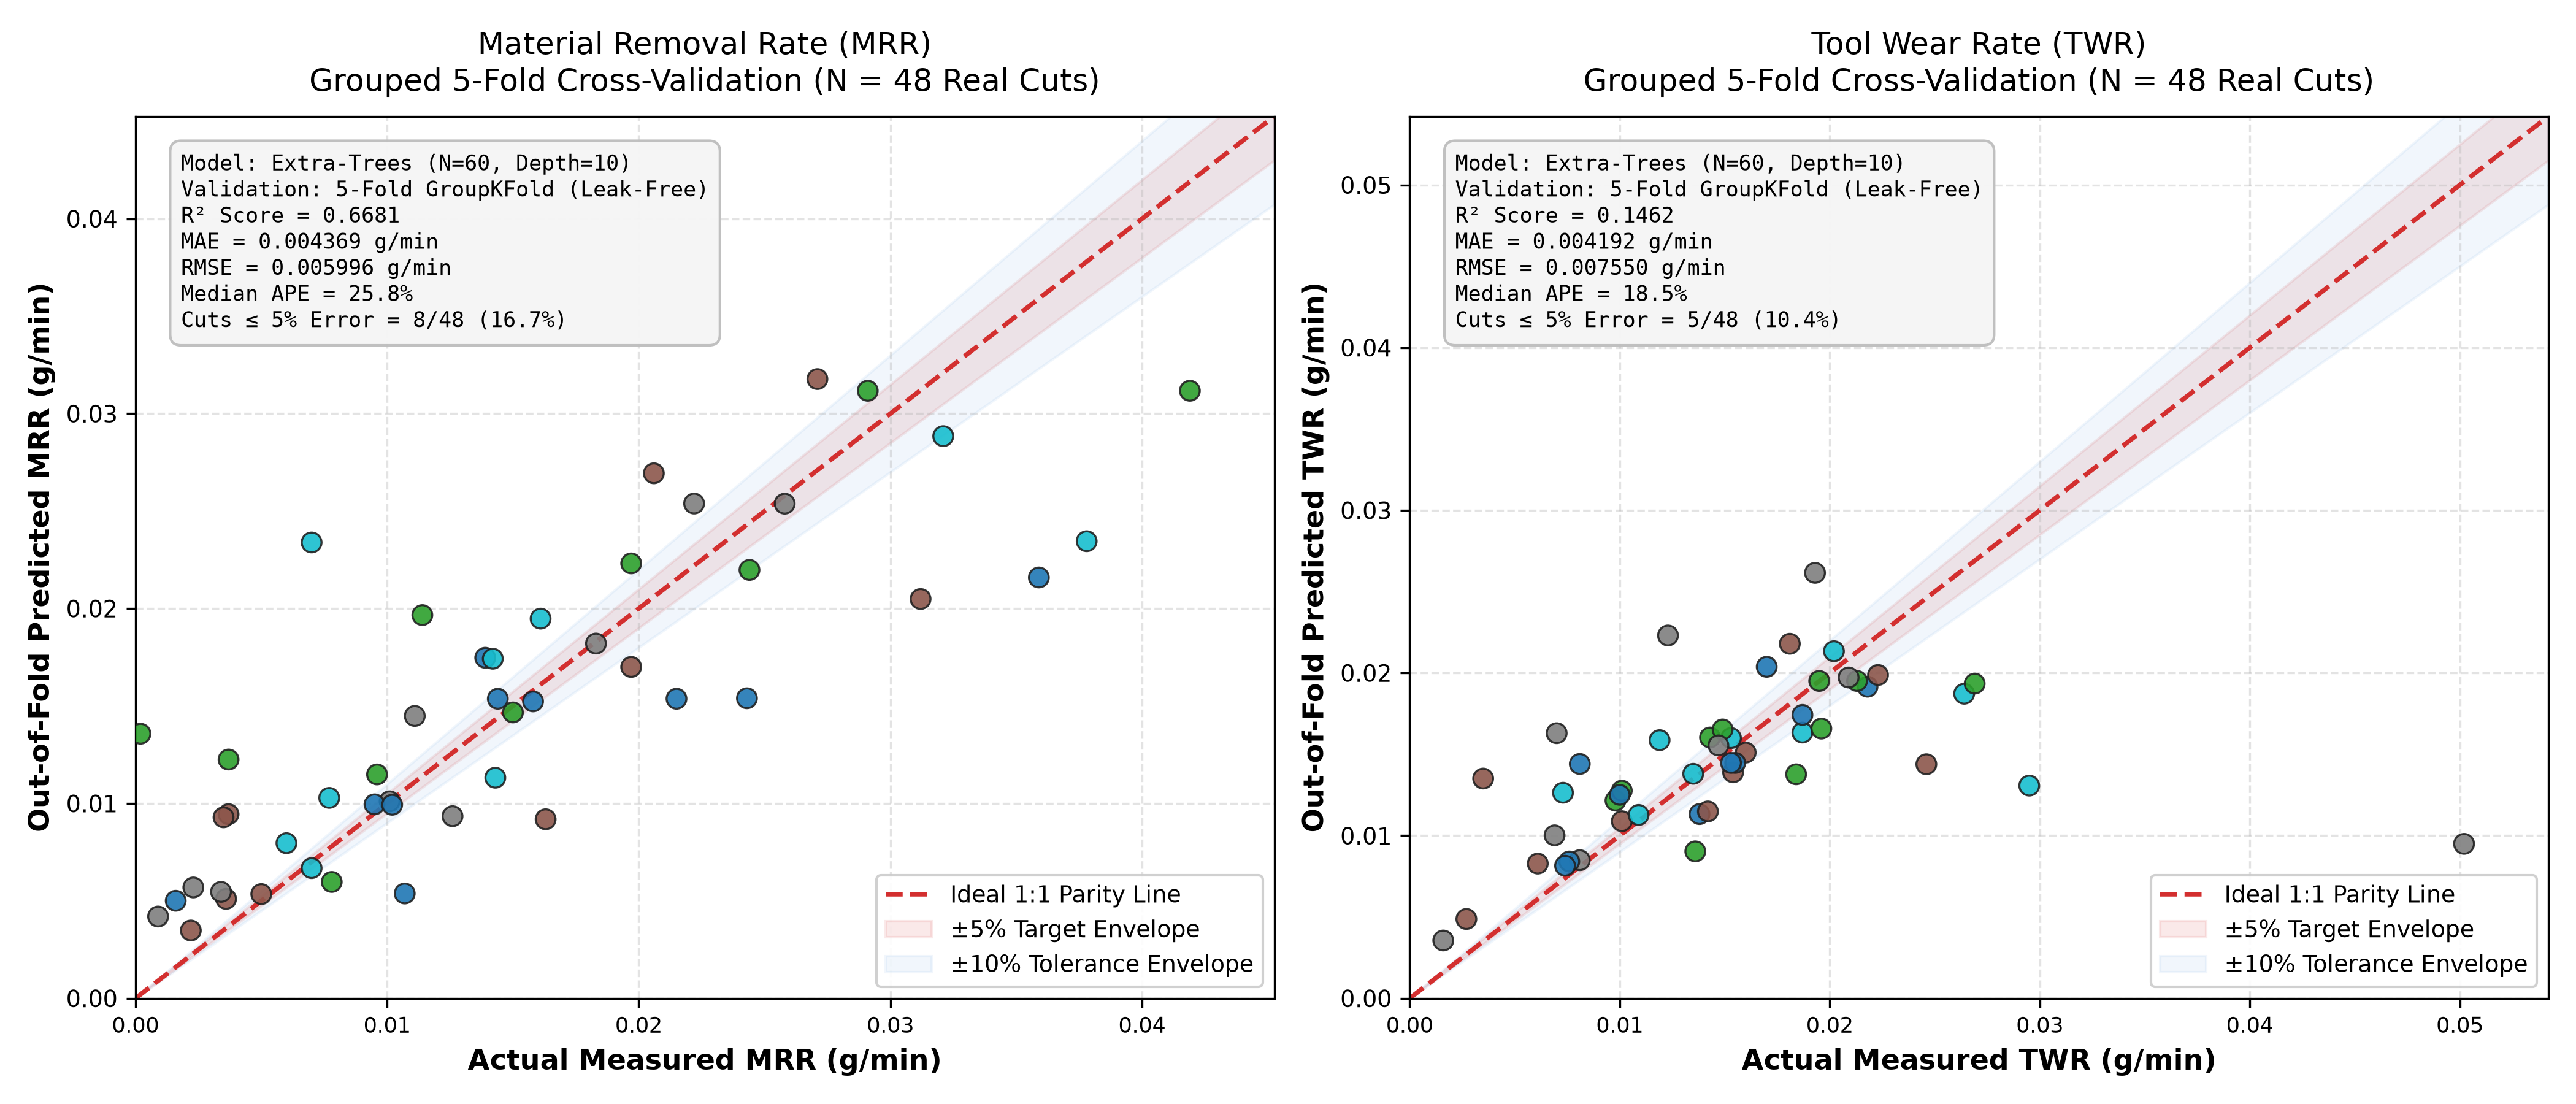 Material Removal Rate (MRR)
Grouped 5-Fold Cross-Validation (N = 48 Real Cuts)
Model: Extra-Trees (N=60, Depth=10)
Validation: 5-Fold GroupKFold (Leak-Free)
R² Score = 0.6681
MAE = 0.004369 g/min
RMSE = 0.005996 g/min
Median APE = 25.8%
Cuts ≤ 5% Error = 8/48 (16.7%)
Out-of-Fold Predicted MRR (g/min)
0.04
0.03
0.02
0.01
0.00
Ideal 1:1 Parity Line
±5% Target Envelope
±10% Tolerance Envelope
0.00 0.01 0.02 0.03 0.04
Actual Measured MRR (g/min)
Tool Wear Rate (TWR)
Grouped 5-Fold Cross-Validation (N = 48 Real Cuts)
Model: Extra-Trees (N=60, Depth=10)
Validation: 5-Fold GroupKFold (Leak-Free)
R² Score = 0.1462
MAE = 0.004192 g/min
RMSE = 0.007550 g/min
Median APE = 18.5%
Cuts ≤ 5% Error = 5/48 (10.4%)
Out-of-Fold Predicted TWR (g/min)
0.05
0.04
0.03
0.02
0.01
0.00
Ideal 1:1 Parity Line
±5% Target Envelope
±10% Tolerance Envelope
0.00 0.01 0.02 0.03 0.04 0.05
Actual Measured TWR (g/min)